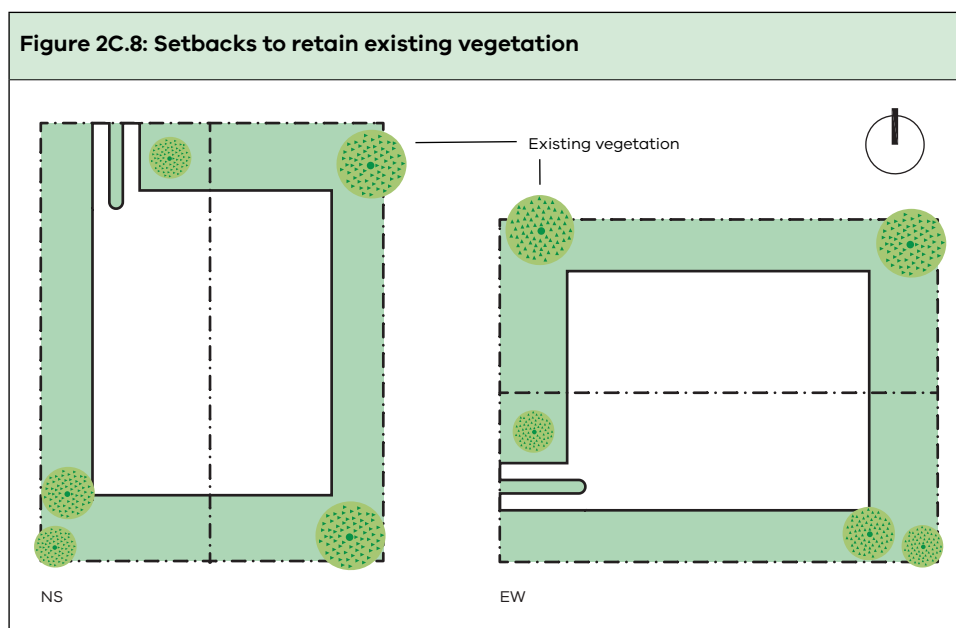 Figure 2C.8: Setbacks to retain existing vegetation
Existing vegetation
NS
EW